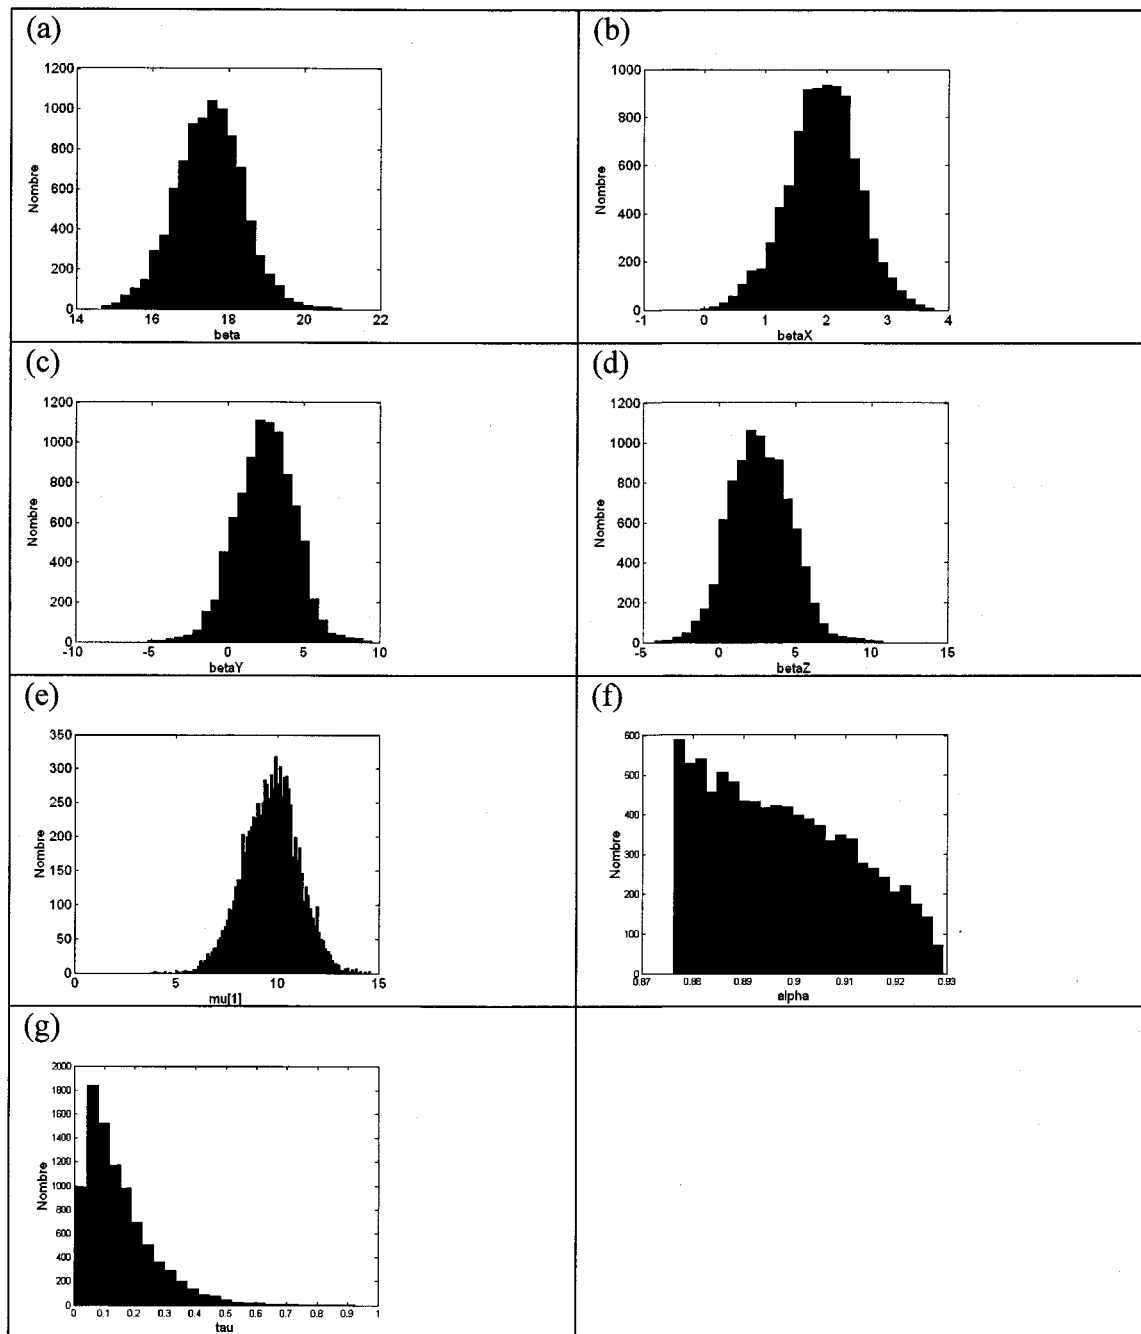 (a)
1200
1000
800
600
400
200
0
14 16 18 20 22
beta
Nombre
(b)
1000
800
600
400
200
0
-1 0 1 2 3 4
betaX
Nombre
(c)
1200
1000
800
600
400
200
0
-10 -5 0 5 10
betaY
Nombre
(d)
1200
1000
800
600
400
200
0
-5 0 5 10 15
betaZ
Nombre
(e)
350
300
250
200
150
100
50
0
0 5 10 15
mu[1]
Nombre
(f)
600
500
400
300
200
100
0
0.87 0.88 0.89 0.9 0.91 0.92 0.93
alpha
Nombre
(g)
2000
1800
1600
1400
1200
1000
800
600
400
200
0
0 0.1 0.2 0.3 0.4 0.5 0.6 0.7 0.8 0.9 1
tau
Nombre